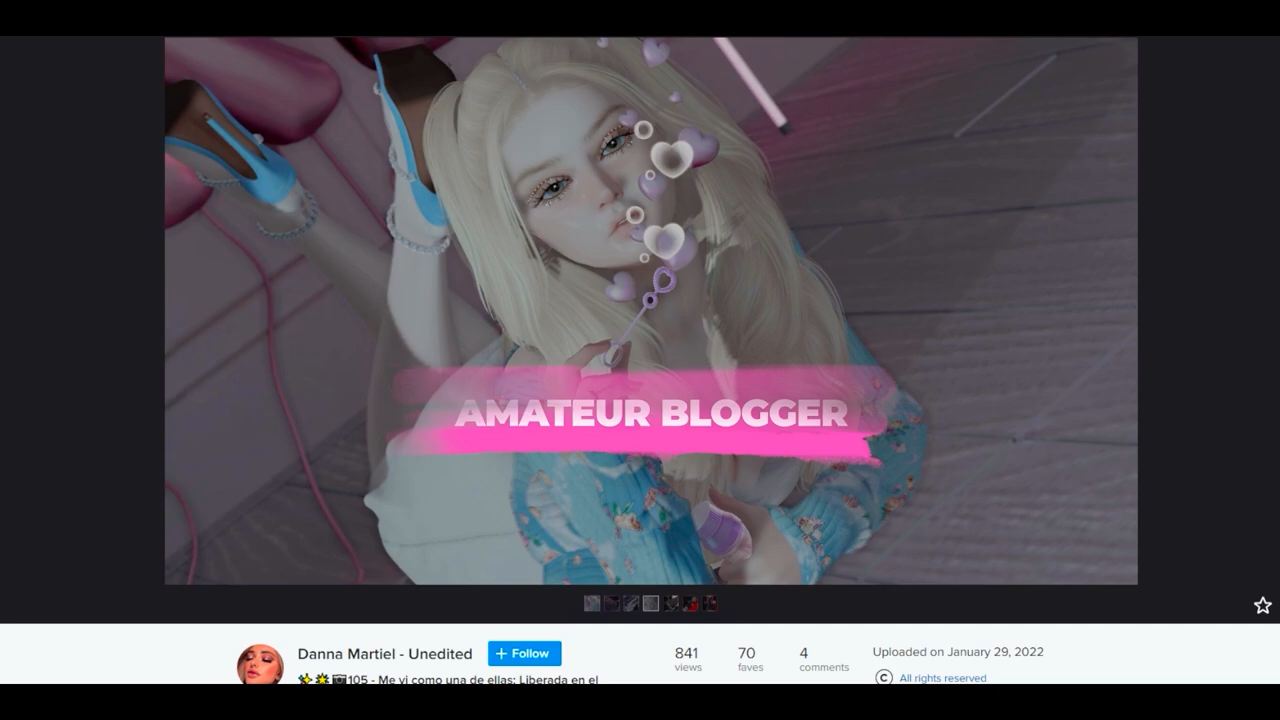 AMATEUR BLOGGER
Danna Martiel - Unedited
+ Follow
841
views
70
faves
4
comments
Uploaded on January 29, 2022
105 - Me vi como una de ellas: Liberada en el
© All rights reserved